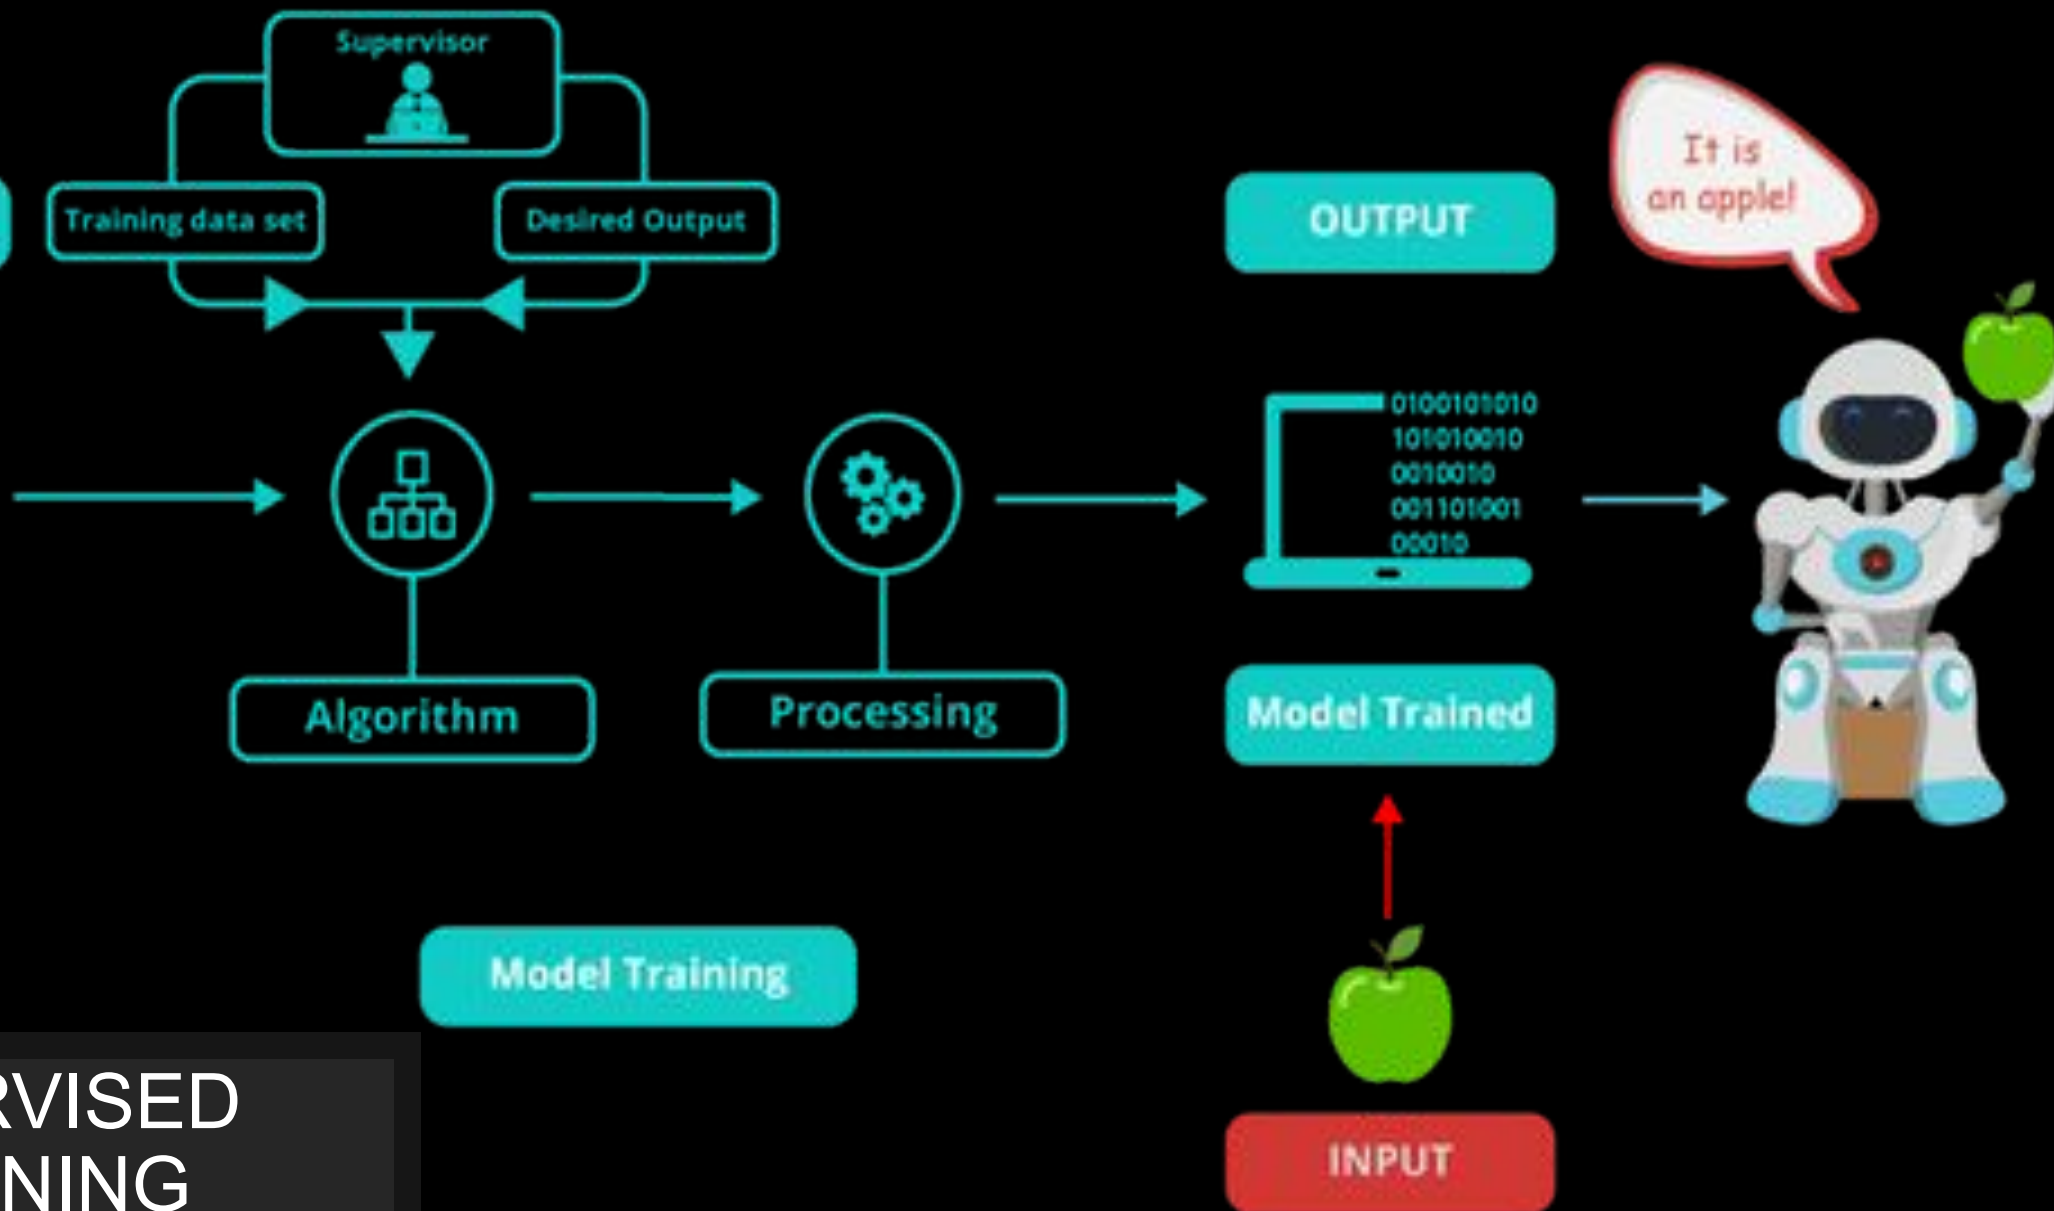 Supervisor
Training data set
Desired Output
OUTPUT
It is
an apple!
0100101010
101010010
0010010
001101001
00010
Algorithm
Processing
Model Trained
Model Training
RVISED
NING
INPUT